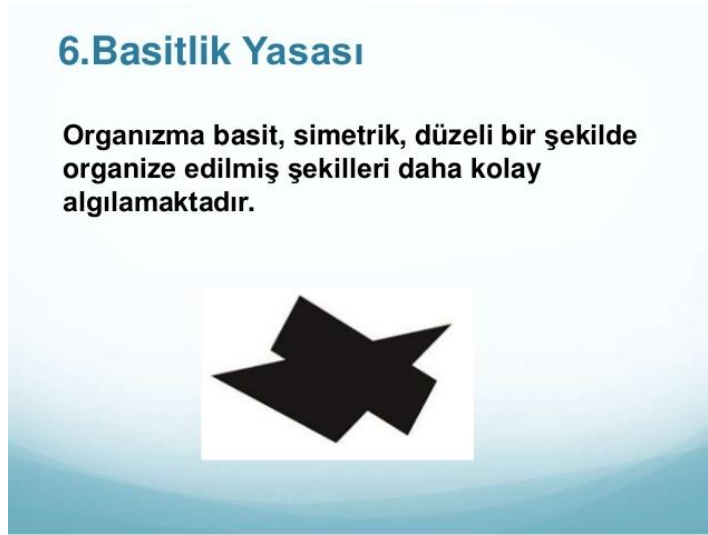 6.Basitlik Yasası
Organızma basit, simetrik, düzeli bir şekilde
organize edilmiş şekilleri daha kolay
algılamaktadır.